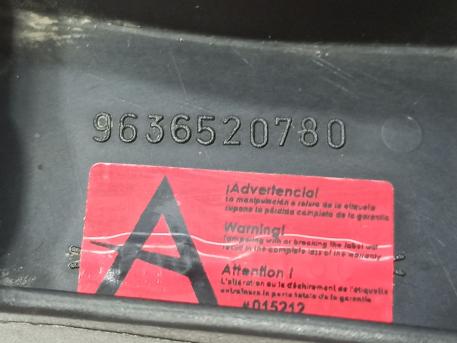 9636520780
A
¡Advertencia!
La manipulación o rotura de la etiqueta
supone la pérdida completa de la garantía
Warning!
Tampering with or breaking the label will
result in the complete loss of the warranty
Attention !
L'altération ou le déchirement de l'étiquette
entraînera la perte totale de la garantie
#015212